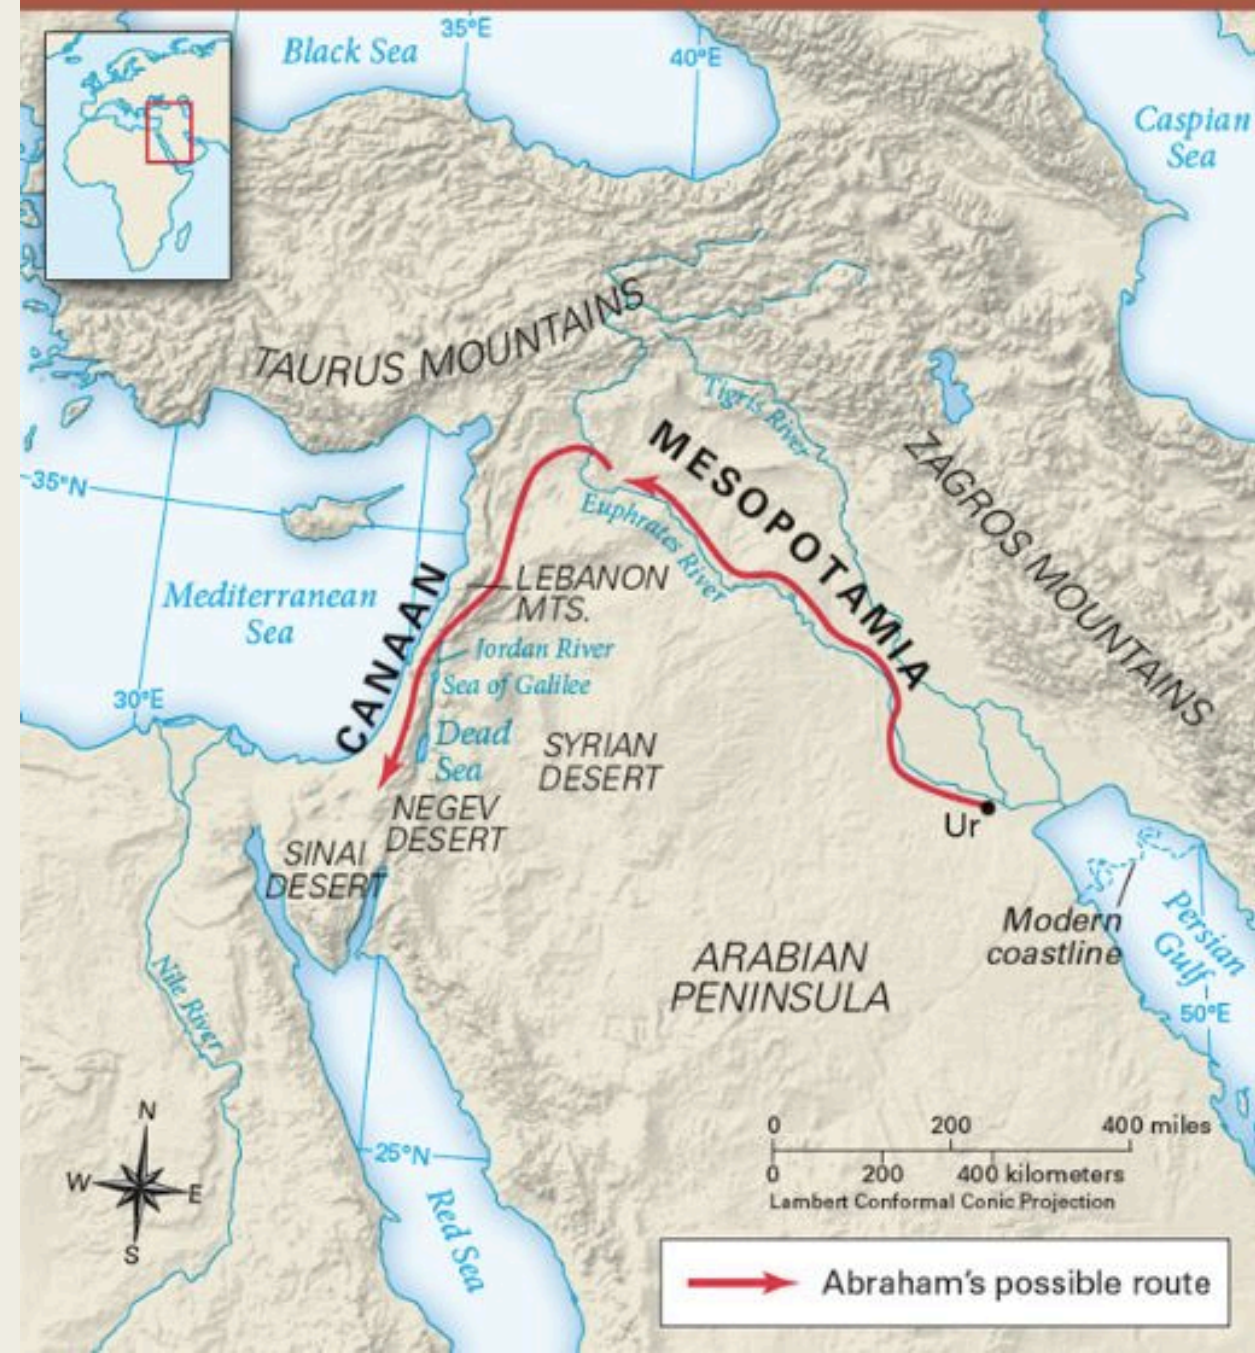 35°E
Black Sea
40°E
Caspian
Sea
TAURUS MOUNTAINS
Tigris River
MESOPOTAMIA
ZAGROS MOUNTAINS
35°N
Euphrates River
Mediterranean
Sea
CANAAN
LEBANON
MTS.
Jordan River
Sea of Galilee
30°E
Dead
Sea
SYRIAN
DESERT
NEGEV
DESERT
Ur
SINAI
DESERT
Modern
coastline
Persian
Gulf
ARABIAN
PENINSULA
Nile River
50°E
N
W
E
S
25°N
Red Sea
0 200 400 miles
0 200 400 kilometers
Lambert Conformal Conic Projection
Abraham's possible route